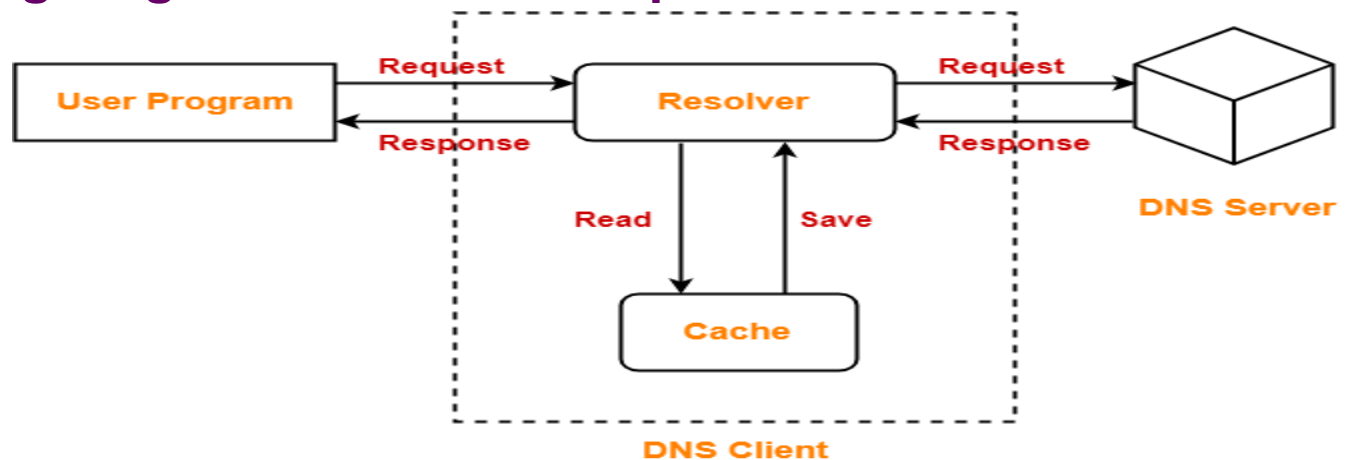 Request
Request
User Program
Resolver
Response
Response
DNS Server
Read
Save
Cache
DNS Client